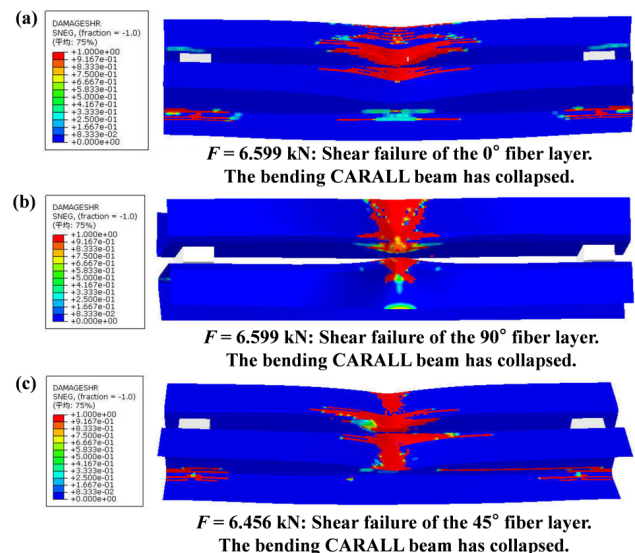 (a)
DAMAGESHR
SNEG, (fraction = -1.0)
(平均: 75%)
+1.000e+00
+9.167e-01
+8.333e-01
+7.500e-01
+6.667e-01
+5.833e-01
+5.000e-01
+4.167e-01
+3.333e-01
+2.500e-01
+1.667e-01
+8.333e-02
+0.000e+00
F = 6.599 kN: Shear failure of the 0° fiber layer.
The bending CARALL beam has collapsed.
(b)
DAMAGESHR
SNEG, (fraction = -1.0)
(平均: 75%)
+1.000e+00
+9.167e-01
+8.333e-01
+7.500e-01
+6.667e-01
+5.833e-01
+5.000e-01
+4.167e-01
+3.333e-01
+2.500e-01
+1.667e-01
+8.333e-02
+0.000e+00
F = 6.599 kN: Shear failure of the 90° fiber layer.
The bending CARALL beam has collapsed.
(c)
DAMAGESHR
SNEG, (fraction = -1.0)
(平均: 75%)
+1.000e+00
+9.167e-01
+8.333e-01
+7.500e-01
+6.667e-01
+5.833e-01
+5.000e-01
+4.167e-01
+3.333e-01
+2.500e-01
+1.667e-01
+8.333e-02
+0.000e+00
F = 6.456 kN: Shear failure of the 45° fiber layer.
The bending CARALL beam has collapsed.